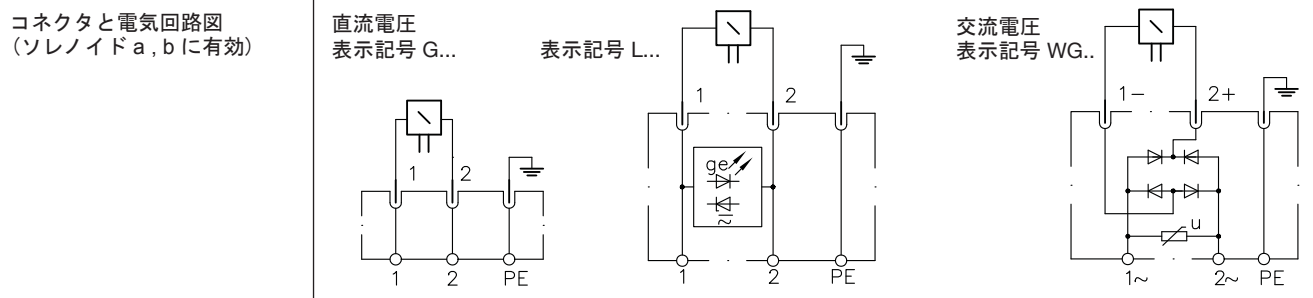 コネクタと電気回路図
(ソレノイド a , b に有効)
直流電圧
表示記号 G...
表示記号 L...
交流電圧
表示記号 WG..
1
2
1
2
PE
1
2
ge
~
1
2
PE
1-
2+
u
1~
2~
PE